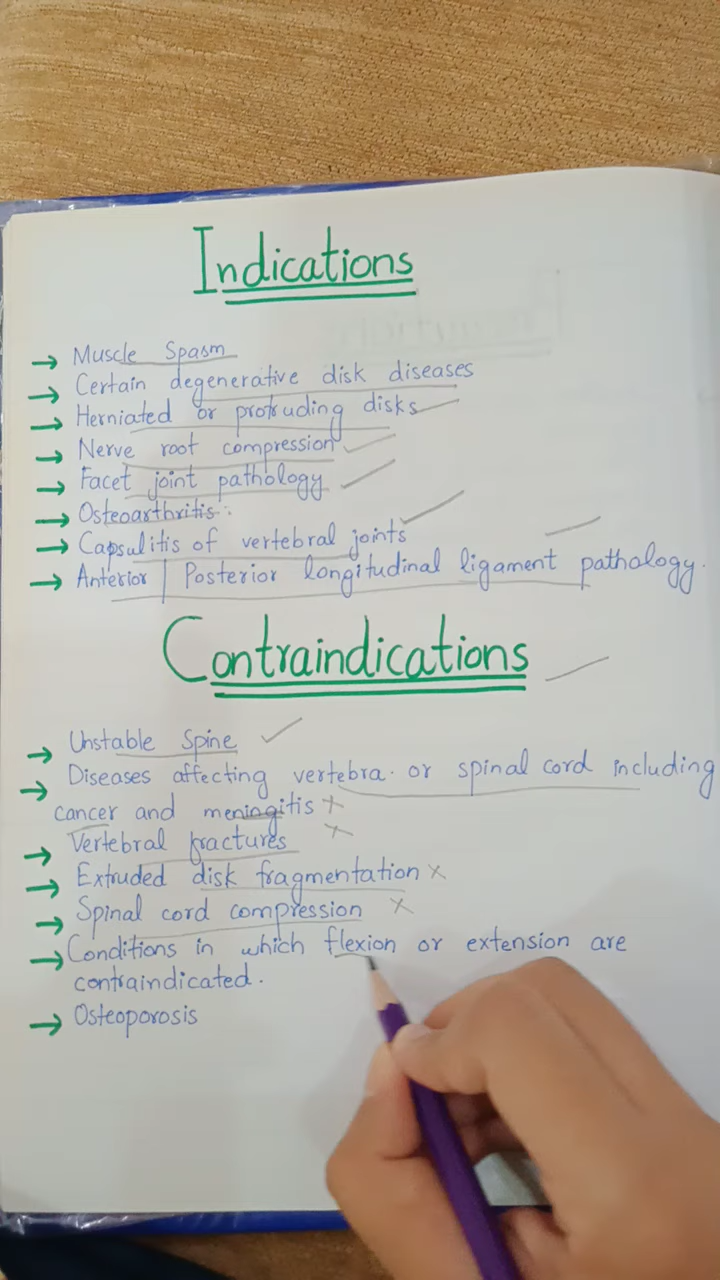 Indications
→ Muscle Spasm
→ Certain degenerative disk diseases
→ Herniated or protruding disks
→ Nerve root compression
→ Facet joint pathology
→ Osteoarthritis
→ Capsulitis of vertebral joints
→ Anterior | Posterior longitudinal ligament pathology.
Contraindications
→ Unstable Spine
→ Diseases affecting vertebra or spinal cord including
cancer and meningitis
→ Vertebral fractures
→ Extruded disk fragmentation
→ Spinal cord compression
→ Conditions in which flexion or extension are
contraindicated.
→ Osteoporosis